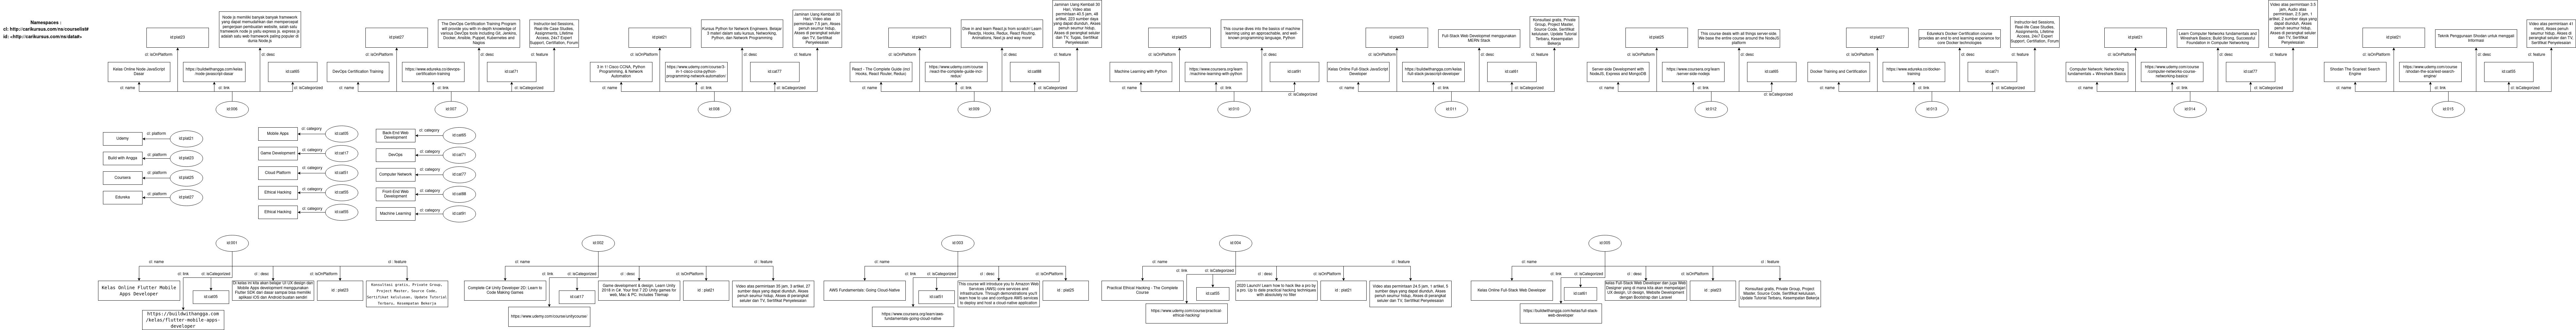 Namespaces :
cl: http://carikursus.com/ns/courselist#
id: <http://carikursus.com/ns/data#>
id:plat23
Node js memiliki banyak banyak framework
yang dapat memudahkan dan mempercepat
pengerjaan pembuatan website, salah satu
framework node js yaitu express js. express js
adalah salu web framework paling populer di
dunia Node.js
cl: isOnPlatform
cl: desc
Kelas Online Node JavaScript
Dasar
https://buildwithangga.com/kelas
/node-javascript-dasar
id:cat65
cl: name
cl: link
cl: isCategorized
id:006
id:plat27
The DevOps Certification Training Program
will provide you with in-depth knowledge of
various DevOps tools including Git, Jenkins,
Docker, Ansible, Puppet, Kubernetes and
Nagios
Instructor-led Sessions,
Real-life Case Studies,
Assignments, Lifetime
Access, 24x7 Expert
Support, Certification, Forum
cl: isOnPlatform
cl: desc
cl: feature
DevOps Certification Training
https://www.edureka.co/devops-
certification-training
id:cat71
cl: name
cl: link
cl: isCategorized
id:007
id:plat21
Kursus Python for Network Engineers: Belajar
3 materi dalam satu kursus, Networking,
Python, dan Network Programmability
Jaminan Uang Kembali 30
Hari, Video atas
permintaan 7.5 jam, Akses
penuh seumur hidup,
Akses di perangkat seluler
dan TV, Sertifikat
Penyelesaian
cl: isOnPlatform
cl: desc
cl: feature
3 in 1! Cisco CCNA, Python
Programming, & Network
Automation
https://www.udemy.com/course/3-
in-1-cisco-ccna-python-
programming-network-automation
id:cat77
cl: name
cl: link
cl: isCategorized
id:008
id:plat21
Dive in and learn React.js from scratch! Learn
Reactjs, Hooks, Redux, React Routing,
Animations, Next.js and way more!
Jaminan Uang Kembali 30
Hari, Video atas
permintaan 40.5 jam, 49
artikel, 223 sumber daya
yang dapat diunduh, Akses
penuh seumur hidup,
Akses di perangkat seluler
dan TV, Tugas, Sertifikat
Penyelesaian
cl: isOnPlatform
cl: desc
cl: feature
React - The Complete Guide (incl
Hooks, React Router, Redux)
https://www.udemy.com/course
/react-the-complete-guide-incl-
redux/
id:cat88
cl: name
cl: link
cl: isCategorized
id:009
id:plat25
This course dives into the basics of machine
learning using an approachable, and well-
known programming language, Python
cl: isOnPlatform
cl: desc
Machine Learning with Python
https://www.coursera.org/learn
/machine-learning-with-python
id:cat91
cl: name
cl: link
cl: isCategorized
id:010
id:plat23
Full-Stack Web Development menggunakan
MERN Stack
Konsultasi gratis, Private
Group, Project Master,
Source Code, Sertifikat
kelulusan, Update Tutorial
Terbaru, Kesempatan
Bekerja
cl: isOnPlatform
cl: desc
cl: feature
Kelas Online Full-Stack JavaScript
Developer
https://buildwithangga.com/kelas
/full-stack-javascript-developer
id:cat61
cl: name
cl: link
cl: isCategorized
id:011
id:plat25
This course deals with all things server-side.
We base the entire course around the NodeJS
platform
cl: isOnPlatform
cl: desc
Server-side Development with
NodeJS, Express and MongoDB
https://www.coursera.org/learn
/server-side-nodejs
id:cat65
cl: name
cl: link
cl: isCategorized
id:012
id:plat27
Edureka's Docker Certification course
provides an end to end learning experience for
core Docker technologies
Instructor-led Sessions,
Real-life Case Studies,
Assignments, Lifetime
Access, 24x7 Expert
Support, Certification, Forum
cl: isOnPlatform
cl: desc
cl: feature
Docker Training and Certification
https://www.edureka.co/docker-
training
id:cat71
cl: name
cl: link
cl: isCategorized
id:013
id:plat21
Learn Computer Networks fundamentals and
Wireshark Basics: Build Strong, Successful
Foundation in Computer Networking
Video atas permintaan 3.5
jam, Audio atas
permintaan, 2.5 jam, 1
artikel, 2 sumber daya yang
dapat diunduh, Akses
penuh seumur hidup,
Akses di perangkat seluler
dan TV, Sertifikat
Penyelesaian
cl: isOnPlatform
cl: desc
cl: feature
Computer Network: Networking
fundamentals + Wireshark Basics
https://www.udemy.com/course
/computer-networks-course-
networking-basics
id:cat77
cl: name
cl: link
cl: isCategorized
id:014
id:plat21
Teknik Penggunaan Shodan untuk menggali
Informasi
Video atas permintaan 41
menit, Akses penuh
seumur hidup, Akses di
perangkat seluler dan TV,
Sertifikat Penyelesaian
cl: isOnPlatform
cl: desc
cl: feature
Shodan The Scariest Search
Engine
https://www.udemy.com/course
/shodan-the-scariest-search-
engine/
id:cat55
cl: name
cl: link
cl: isCategorized
id:015
Udemy
cl: platform
id:plat21
Build with Angga
cl: platform
id:plat23
Coursera
cl: platform
id:plat25
Edureka
cl: platform
id:plat27
Mobile Apps
cl: category
id:cat05
Game Development
cl: category
id:cat17
Cloud Platform
cl: category
id:cat51
Ethical Hacking
cl: category
id:cat55
Ethical Hacking
cl: category
id:cat55
Back-End Web
Development
cl: category
id:cat65
DevOps
cl: category
id:cat71
Computer Network
cl: category
id:cat77
Front-End Web
Development
cl: category
id:cat88
Machine Learning
cl: category
id:cat91
id:001
cl : name
cl : feature
cl : link
cl: isCategorized
cl : desc
cl : isOnPlatform
Kelas Online Flutter Mobile
Apps Developer
id:cat05
Di kelas ini kita akan belajar UI UX design dan
Mobile Apps development menggunakan
Flutter SDK dari dasar sampai bisa memiliki
aplikasi iOS dan Android buatan sendiri
id : plat23
Konsultasi gratis, Private Group,
Project Master, Source Code,
Sertifikat kelulusan, Update Tutorial
Terbaru, Kesempatan Bekerja
https://buildwithangga.com
/kelas/flutter-mobile-apps-
developer
id:002
cl : name
cl : feature
cl : link
cl: isCategorized
cl : desc
cl : isOnPlatform
Complete C# Unity Developer 2D: Learn to
Code Making Games
id:cat17
Game development & design. Learn Unity
2018 in C#. Your first 7 2D Unity games for
web, Mac & PC. Includes Tilemap
id : plat21
Video atas permintaan 35 jam, 3 artikel, 27
sumber daya yang dapat diunduh, Akses
penuh seumur hidup, Akses di perangkat
seluler dan TV, Sertifikat Penyelesaian
https://www.udemy.com/course/unitycourse/
id:003
cl : name
cl : link
cl: isCategorized
cl : desc
cl : isOnPlatform
AWS Fundamentals: Going Cloud-Native
id:cat51
This course will introduce you to Amazon Web
Services (AWS) core services and
infrastructure. Through demonstrations you'll
learn how to use and configure AWS services
to deploy and host a cloud-native application
id : plat25
https://www.coursera.org/learn/aws-
fundamentals-going-cloud-native
id:004
cl : name
cl : feature
cl : link
cl: isCategorized
cl : desc
cl : isOnPlatform
Practical Ethical Hacking - The Complete
Course
id:cat55
2020 Launch! Learn how to hack like a pro by
a pro. Up to date practical hacking techniques
with absolutely no filler
id : plat21
Video atas permintaan 24.5 jam, 1 artikel, 5
sumber daya yang dapat diunduh, Akses
penuh seumur hidup, Akses di perangkat
seluler dan TV, Sertifikat Penyelesaian
https://www.udemy.com/course/practical-
ethical-hacking/
id:005
cl : name
cl : feature
cl : link
cl: isCategorized
cl : desc
cl : isOnPlatform
Kelas Online Full-Stack Web Developer
id:cat61
kelas Full-Stack Web Developer dan juga Web
Designer yang di mana kita akan mempelajari
UX design, UI design, Website Development
dengan Bootstrap dan Laravel
id : plat23
Konsultasi gratis, Private Group, Project
Master, Source Code, Sertifikat kelulusan,
Update Tutorial Terbaru, Kesempatan Bekerja
https://buildwithangga.com/kelas/full-stack-
web-developer